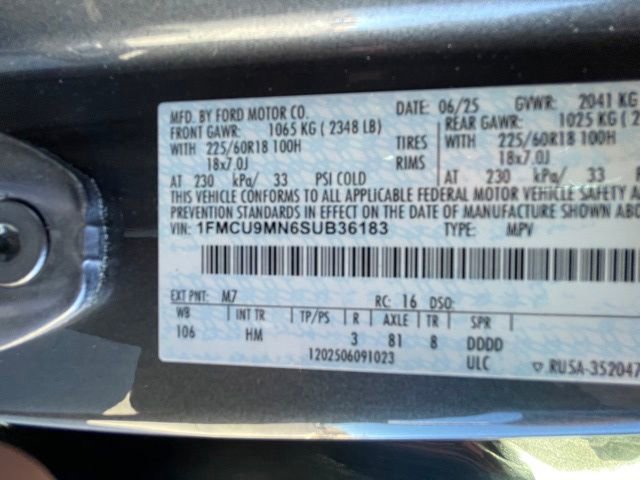 MFD. BY FORD MOTOR CO. DATE: 06/25 GVWR: 2041 KG
FRONT GAWR: 1065 KG ( 2348 LB) REAR GAWR: 1025 KG ( 2
WITH 225/60R18 100H TIRES WITH 225/60R18 100H
18x7.0J RIMS 18x7.0J
AT 230 kPa/ 33 PSI COLD AT 230 kPa/ 33
THIS VEHICLE CONFORMS TO ALL APPLICABLE FEDERAL MOTOR VEHICLE SAFETY A
PREVENTION STANDARDS IN EFFECT ON THE DATE OF MANUFACTURE SHOWN ABO
VIN: 1FMCU9MN6SUB36183 TYPE: MPV
EXT PNT: M7 RC: 16 DSO:
WB INT TR TP/PS R AXLE TR SPR
106 HM 3 81 8 DDDD
1202506091023 ULC ▽ RUSA-352047